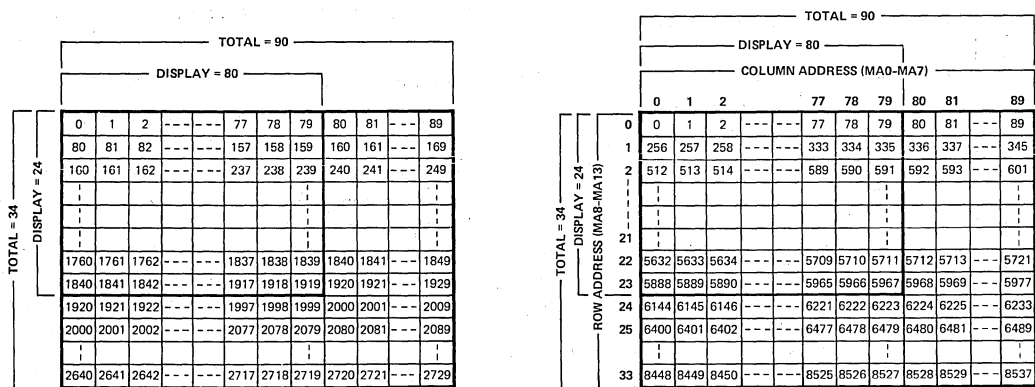 TOTAL = 90
DISPLAY = 80
TOTAL = 34
DISPLAY = 24
0 1 2 ---- ---- 77 78 79 80 81 --- 89
80 81 82 ---- ---- 157 158 159 160 161 --- 169
160 161 162 ---- ---- 237 238 239 240 241 --- 249
1760 1761 1762 ---- ---- 1837 1838 1839 1840 1841 --- 1849
1840 1841 1842 ---- ---- 1917 1918 1919 1920 1921 --- 1929
1920 1921 1922 ---- ---- 1997 1998 1999 2000 2001 --- 2009
2000 2001 2002 ---- ---- 2077 2078 2079 2080 2081 --- 2089
2640 2641 2642 ---- ---- 2717 2718 2719 2720 2721 --- 2729
TOTAL = 90
DISPLAY = 80
COLUMN ADDRESS (MA0-MA7)
TOTAL = 34
DISPLAY = 24
ROW ADDRESS (MA8-MA13)
0 1 2 77 78 79 80 81 89
0 0 1 2 ---- ---- 77 78 79 80 81 --- 89
1 256 257 258 ---- ---- 333 334 335 336 337 --- 345
2 512 513 514 ---- ---- 589 590 591 592 593 --- 601
21
22 5632 5633 5634 ---- ---- 5709 5710 5711 5712 5713 --- 5721
23 5888 5889 5890 ---- ---- 5965 5966 5967 5968 5969 --- 5977
24 6144 6145 6146 ---- ---- 6221 6222 6223 6224 6225 --- 6233
25 6400 6401 6402 ---- ---- 6477 6478 6479 6480 6481 --- 6489
33 8448 8449 8450 ---- ---- 8525 8526 8527 8528 8529 --- 8537